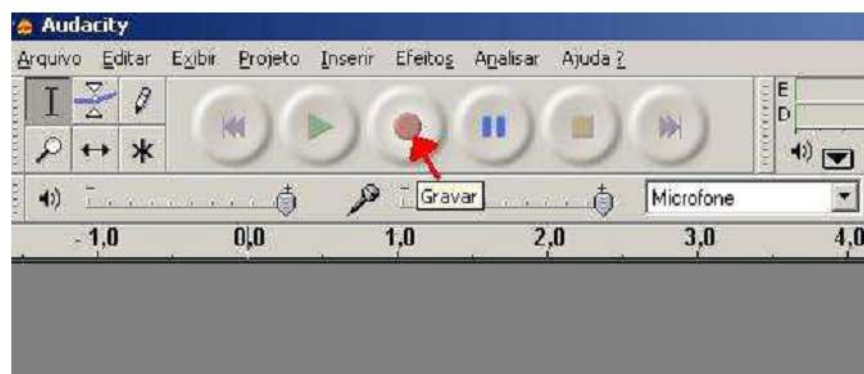 Audacity
Arquivo Editar Exibir Projeto Inserir Efeitos Analisar Ajuda ?
E
D
Gravar Microfone
- 1,0 0,0 1,0 2,0 3,0 4,0